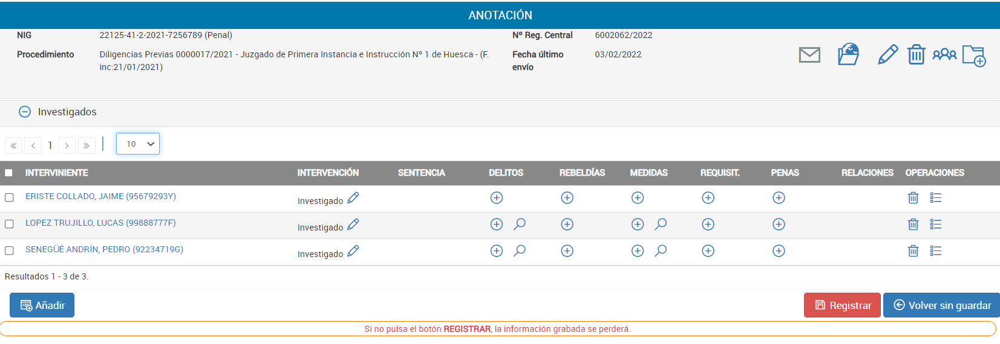 ANOTACIÓN
NIG 22125-41-2-2021-7256789 (Penal) Nº Reg. Central 6002062/2022
Procedimiento Diligencias Previas 0000017/2021 - Juzgado de Primera Instancia e Instrucción Nº 1 de Huesca - (F. inc:21/01/2021) Fecha último envío 03/02/2022
Investigados
« < 1 > » 10
INTERVINIENTE INTERVENCIÓN SENTENCIA DELITOS REBELDÍAS MEDIDAS REQUISIT. PENAS RELACIONES OPERACIONES
ERISTE COLLADO, JAIME (95679293Y) Investigado
LOPEZ TRUJILLO, LUCAS (99888777F) Investigado
SENEGÜÉ ANDRÍN, PEDRO (92234719G) Investigado
Resultados 1 - 3 de 3.
Añadir Registrar Volver sin guardar
Si no pulsa el botón REGISTRAR, la información grabada se perderá.